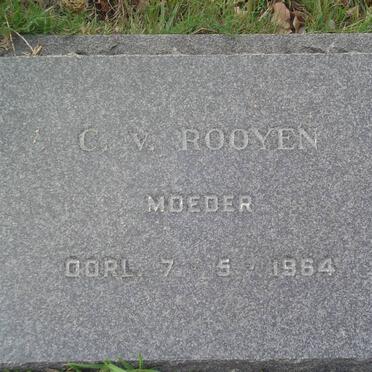 C. V. ROOYEN
MOEDER
OORL. 7 - 5 - 1964